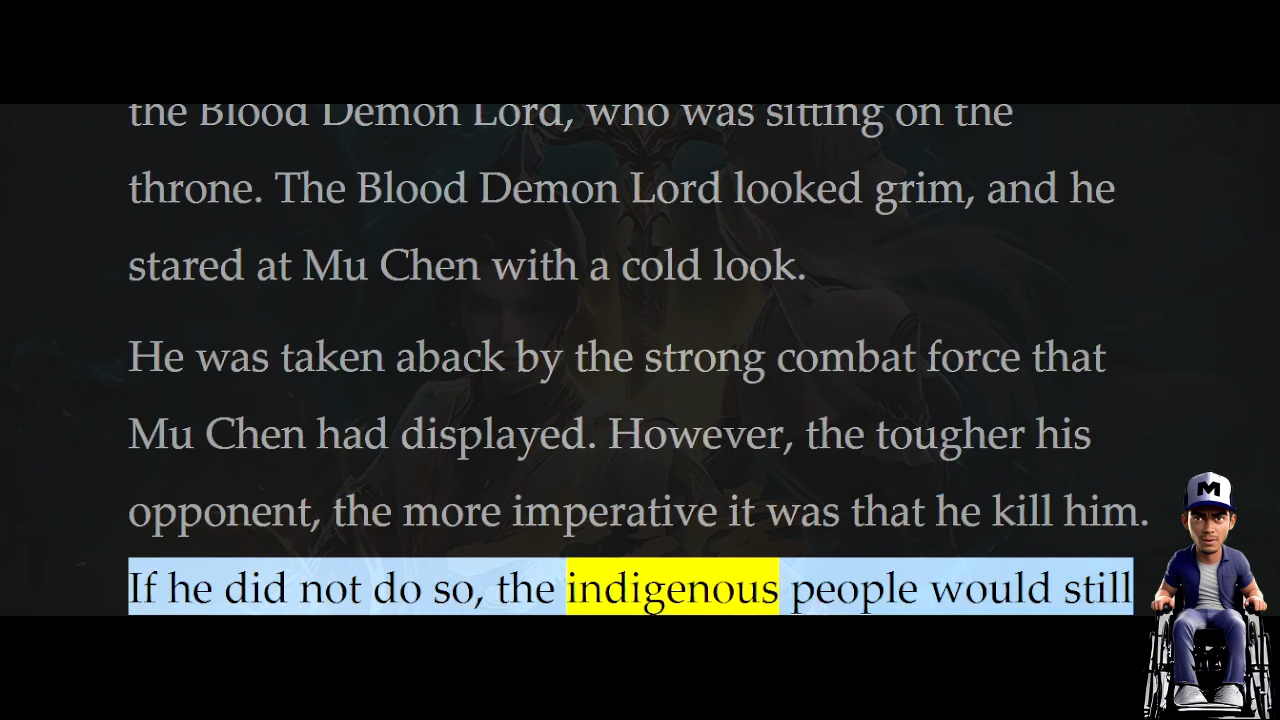 the Blood Demon Lord, who was sitting on the
throne. The Blood Demon Lord looked grim, and he
stared at Mu Chen with a cold look.
He was taken aback by the strong combat force that
Mu Chen had displayed. However, the tougher his
opponent, the more imperative it was that he kill him.
If he did not do so, the indigenous people would still
M
M